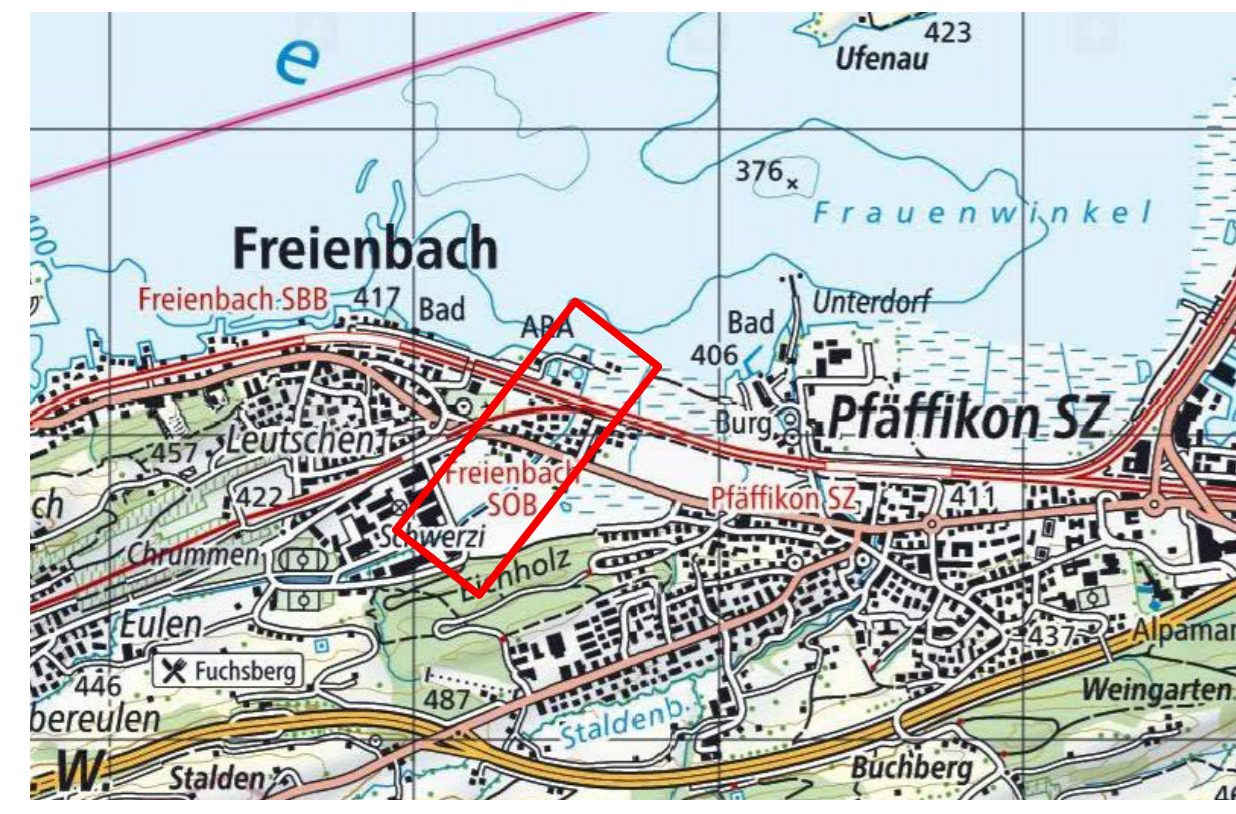 e
423
Ufenau
376
Frauenwinkel
Freienbach
Freienbach SBB
417
Bad
Unterdorf
ARA
Bad
406
Burg
Pfäffikon SZ
Leutschen
457
422
Freienbach
SOB
Pfäffikon SZ
411
ch
Schwerzi
Chrummen
Eichholz
Eulen
437
Alpamar
Fuchsberg
446
487
Weingarten
bereulen
Staldenb.
W.
Stalden
Buchberg